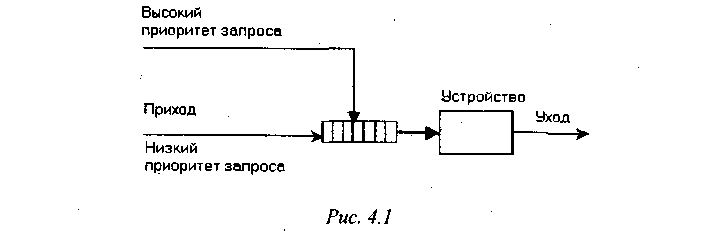 Высокий
приоритет запроса
Устройство
Приход
Уход
Низкий
приоритет запроса
Рис. 4.1